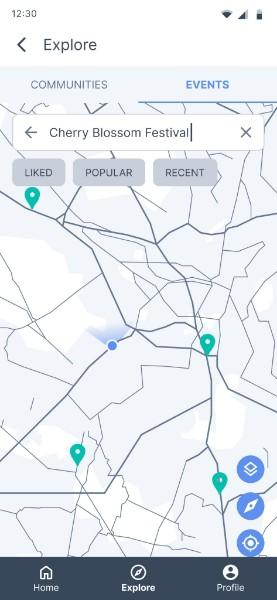 12:30
Explore
COMMUNITIES EVENTS
Cherry Blossom Festival
LIKED POPULAR RECENT
Home Explore Profile